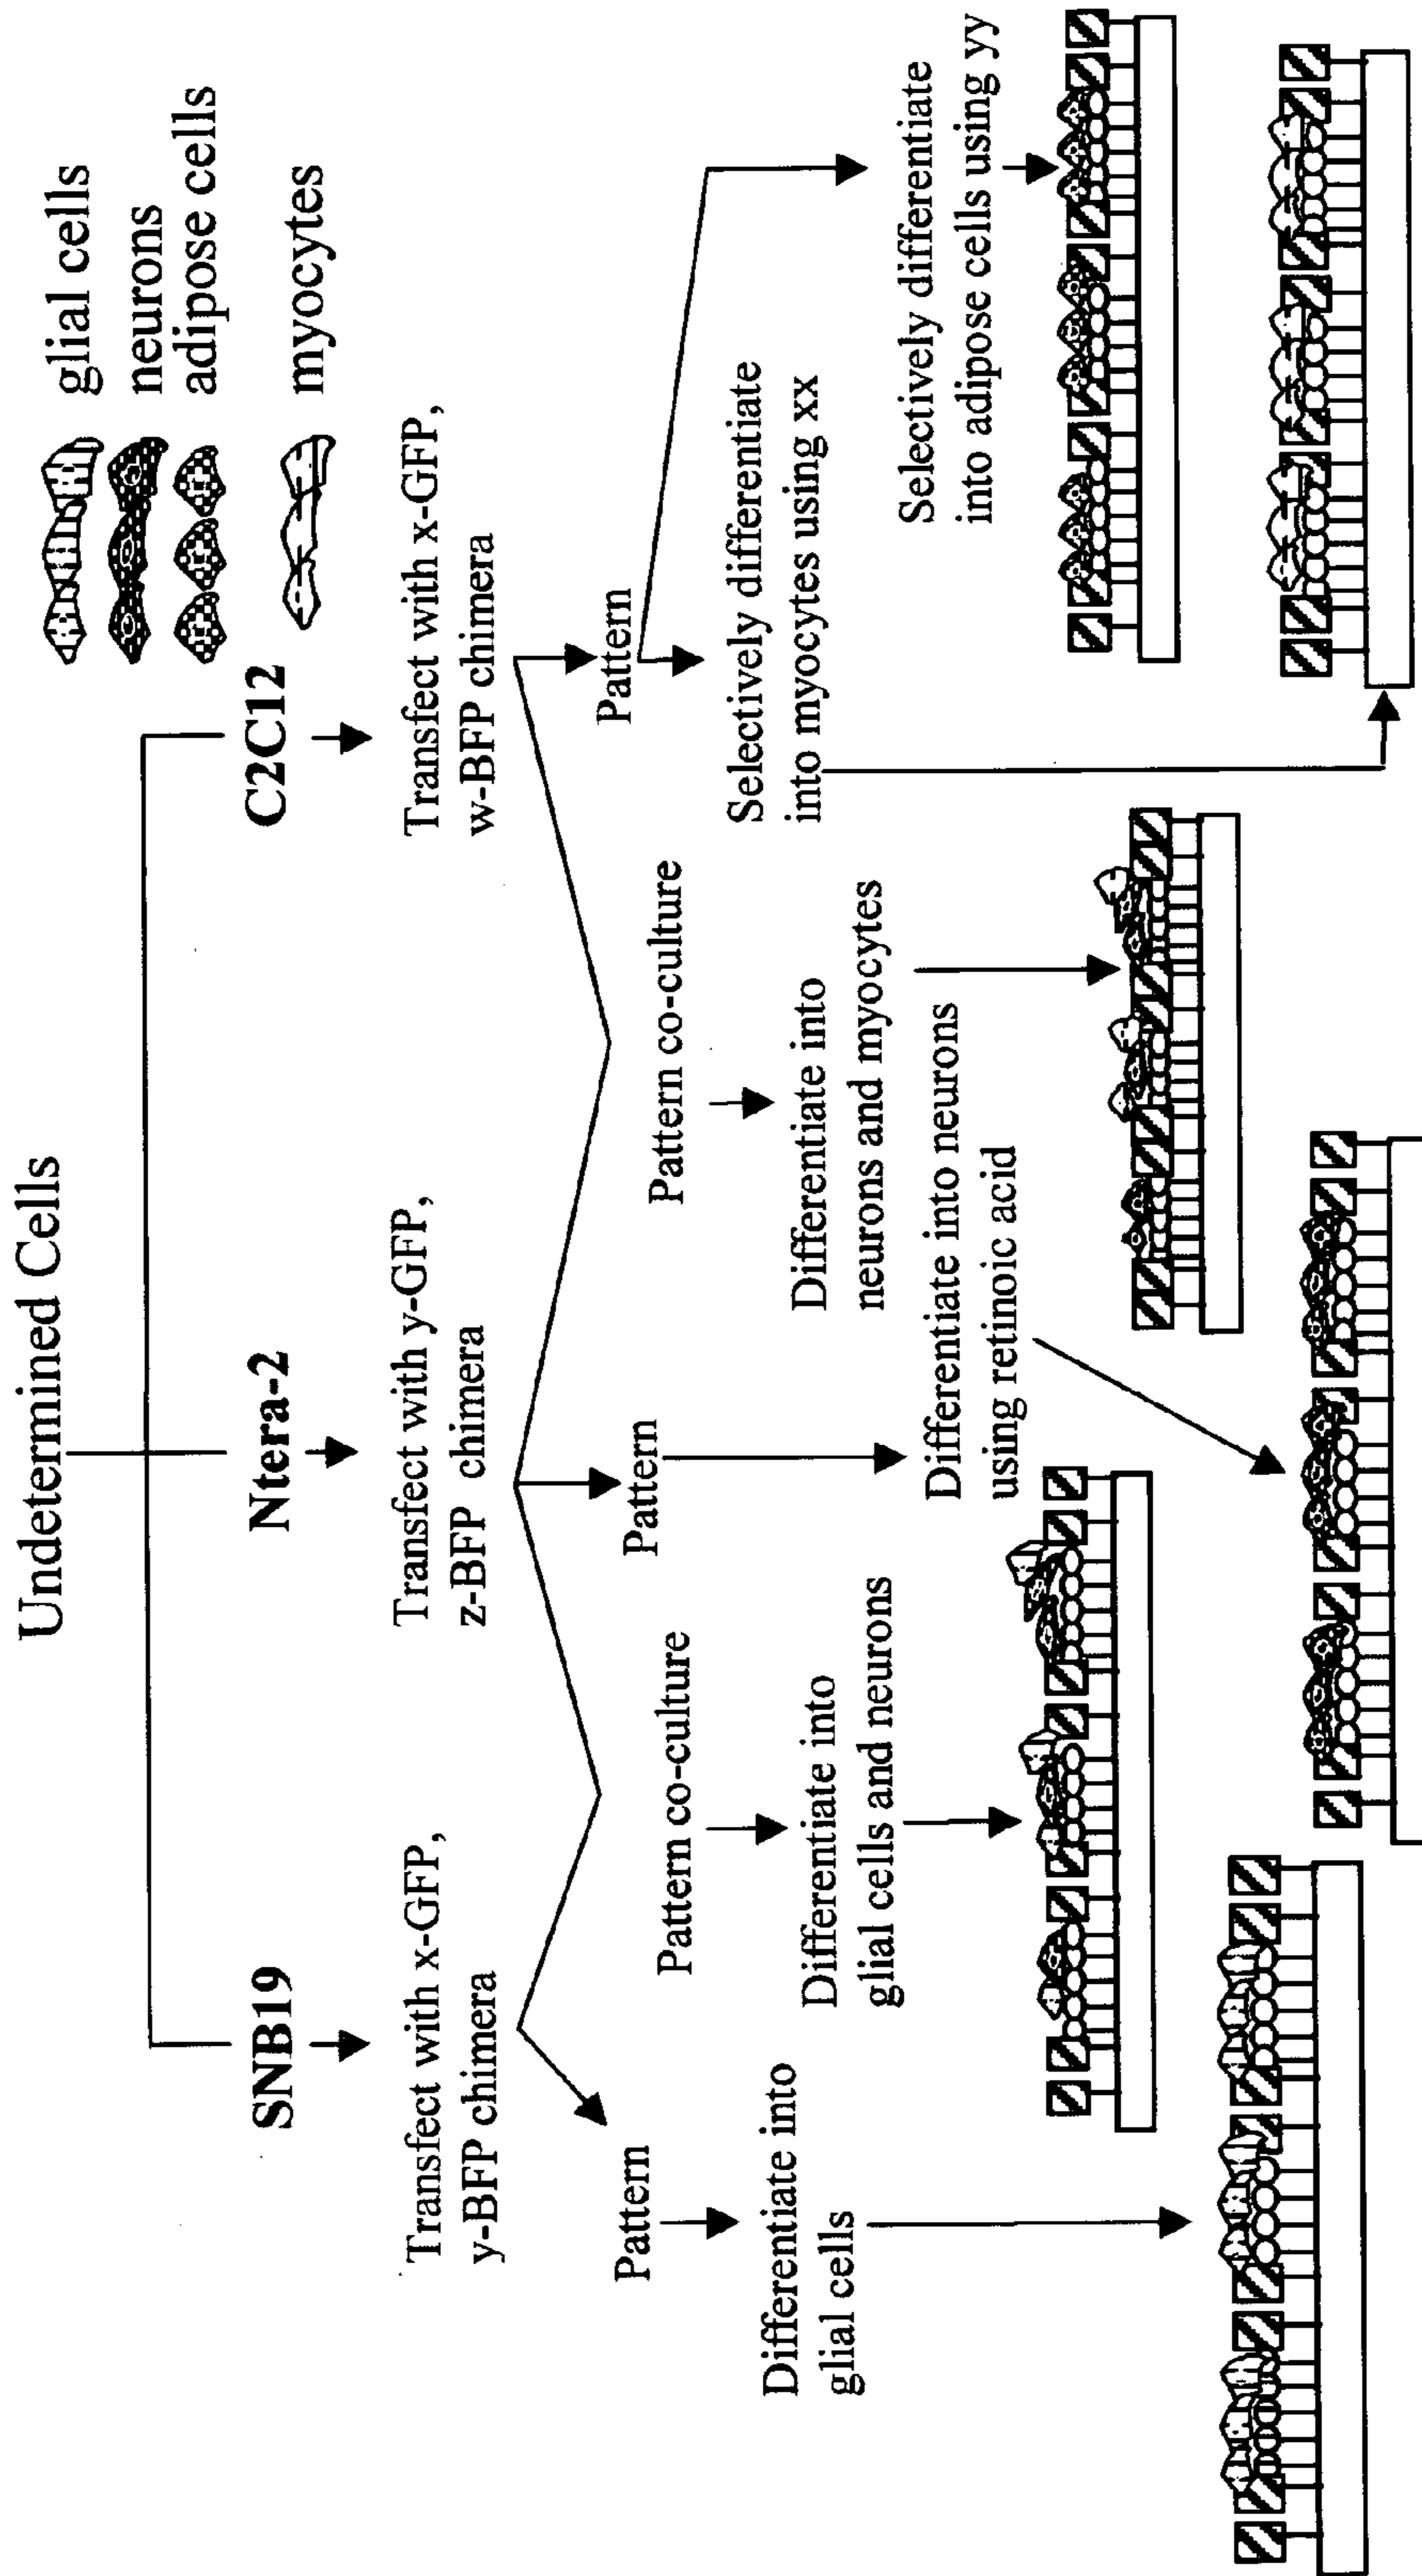 Undetermined Cells
glial cells
neurons
adipose cells
myocytes
SNB19
Ntera-2
C2C12
Transfect with x-GFP,
y-BFP chimera
Transfect with y-GFP,
z-BFP chimera
Transfect with x-GFP,
w-BFP chimera
Pattern
Pattern co-culture
Pattern
Pattern co-culture
Pattern
Differentiate into
glial cells
Differentiate into
glial cells and neurons
Differentiate into neurons
using retinoic acid
Differentiate into
neurons and myocytes
Selectively differentiate
into myocytes using xx
Selectively differentiate
into adipose cells using yy